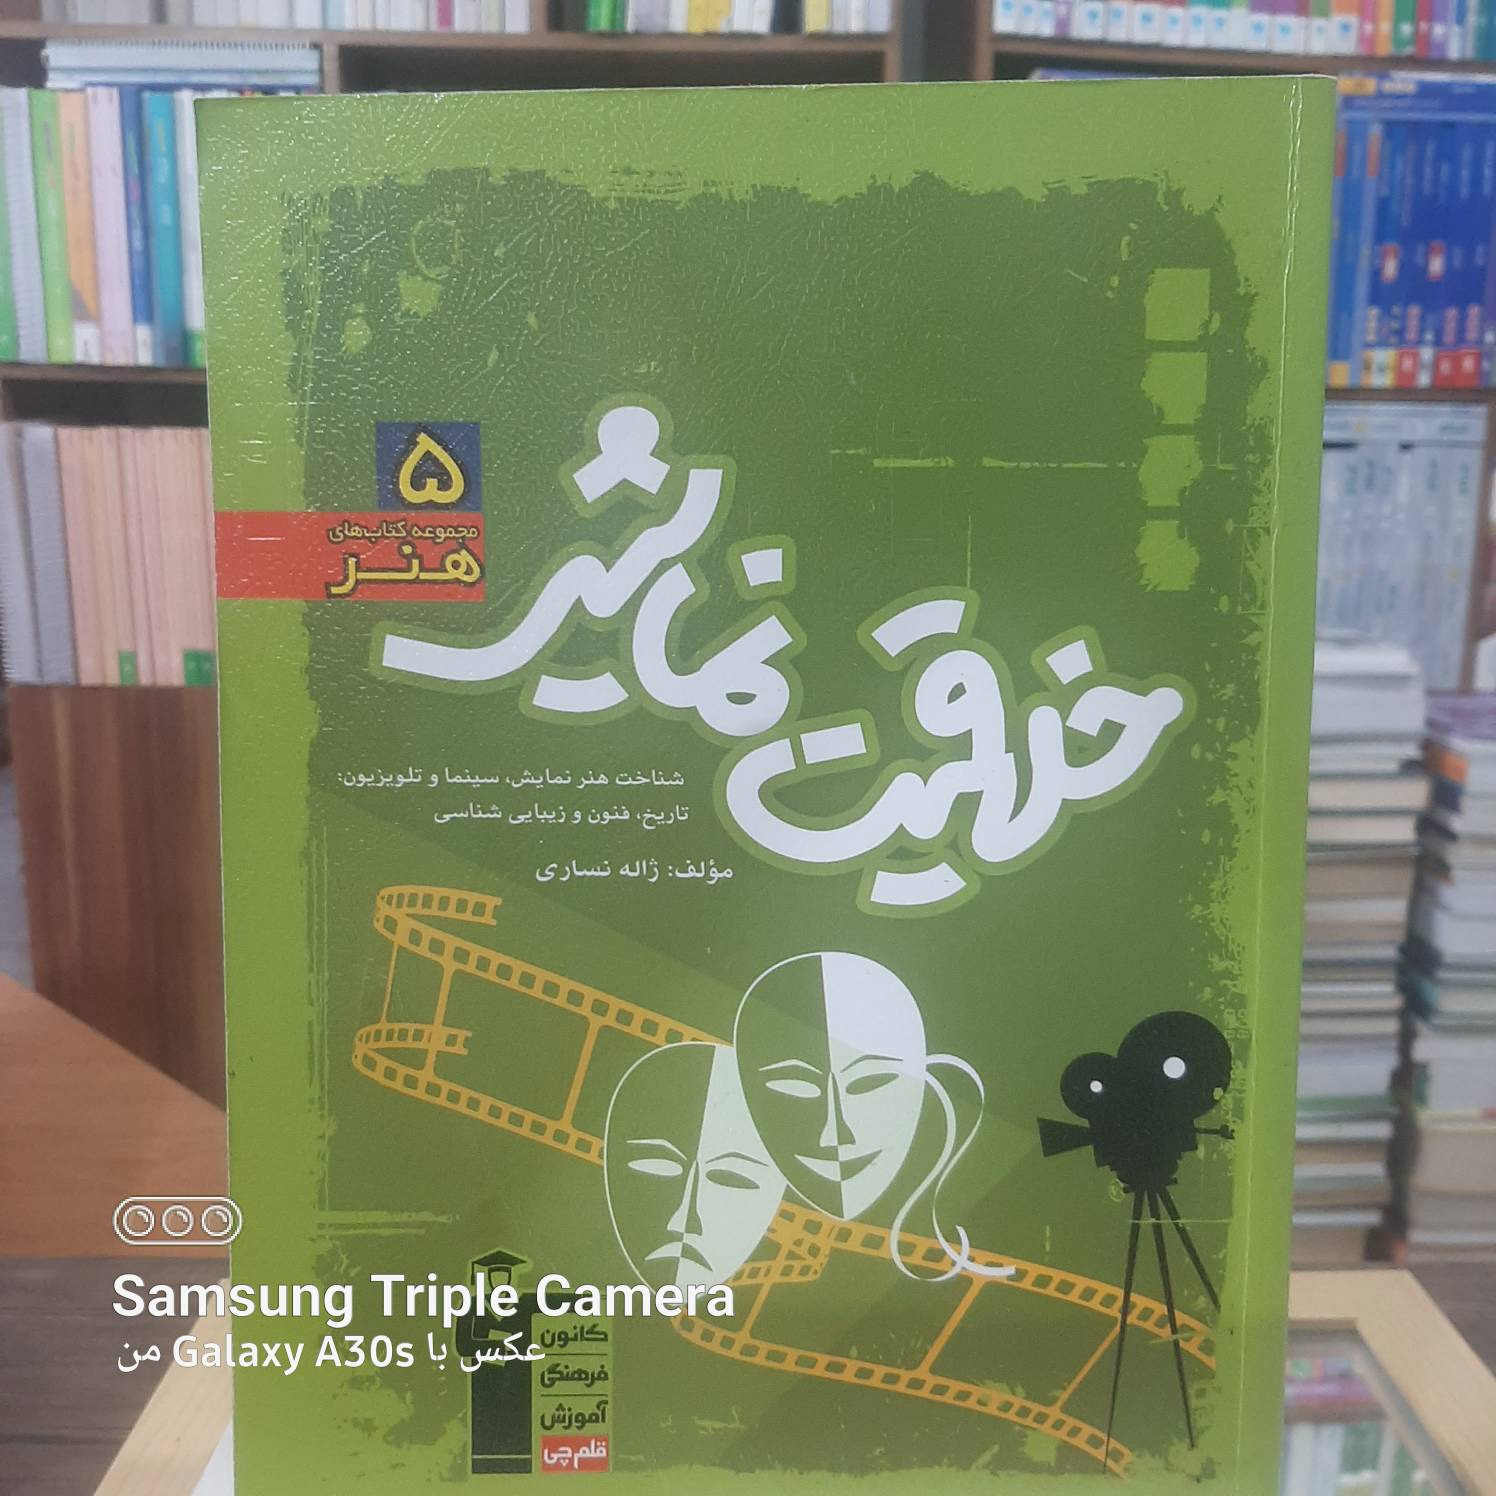 ۵
مجموعه کتاب‌های
هنر
خلاقیت نمایشی
شناخت هنر نمایش، سینما و تلویزیون:
تاریخ، فنون و زیبایی شناسی
مؤلف: ژاله نساری
Samsung Triple Camera
عکس با Galaxy A30s من
کانون
فرهنگی
آموزش
قلم‌چی